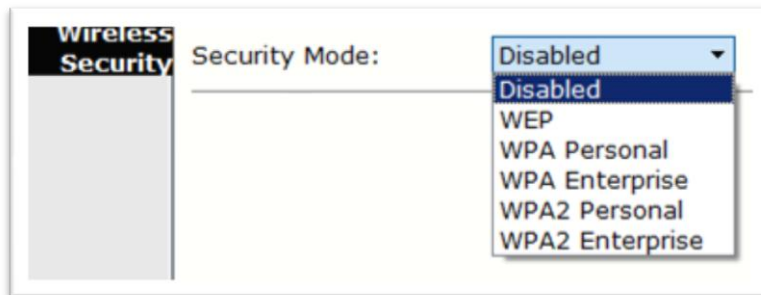 Wireless
Security
Security Mode:
Disabled
Disabled
WEP
WPA Personal
WPA Enterprise
WPA2 Personal
WPA2 Enterprise